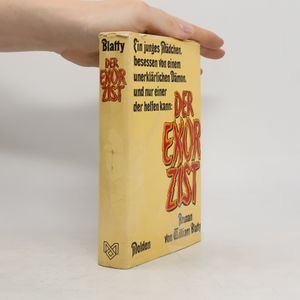 Blatty
DER
EXOR
ZIST
Molden
Ein junges Mädchen,
besessen von einem
unerklärlichen Dämon.
und nur einer
der helfen kann:
DER
EXOR
ZIST
Roman
von William Blatty